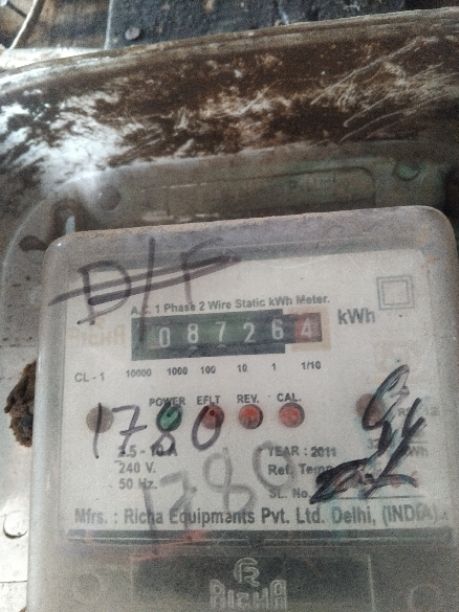 D/F
A.C. 1 Phase 2 Wire Static kWh Meter.
RICHA
087264 kWh
CL - 1 10000 1000 100 10 1 1/10
POWER EFLT REV. CAL.
1780
.5 - 10 A YEAR : 2011
240 V. Ref. Temp
50 Hz. SL. No.
1780
Mfrs. : Richa Equipments Pvt. Ltd. Delhi, (INDIA)
RICHA